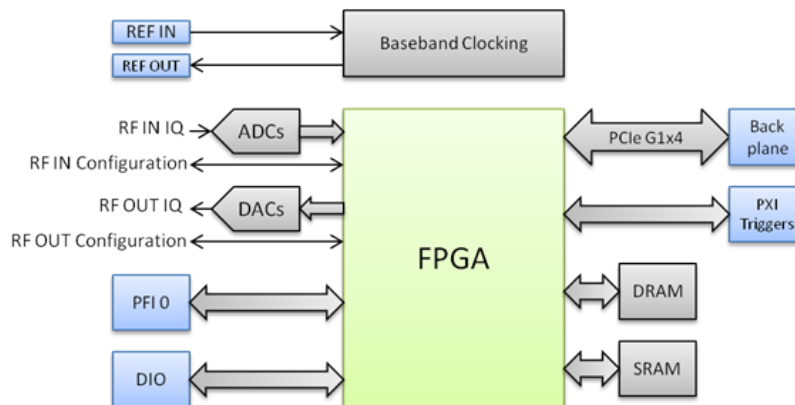 REF IN
REF OUT
Baseband Clocking
RF IN IQ
ADCs
RF IN Configuration
RF OUT IQ
DACs
RF OUT Configuration
PFI 0
DIO
FPGA
PCIe G1x4
Back
plane
PXI
Triggers
DRAM
SRAM